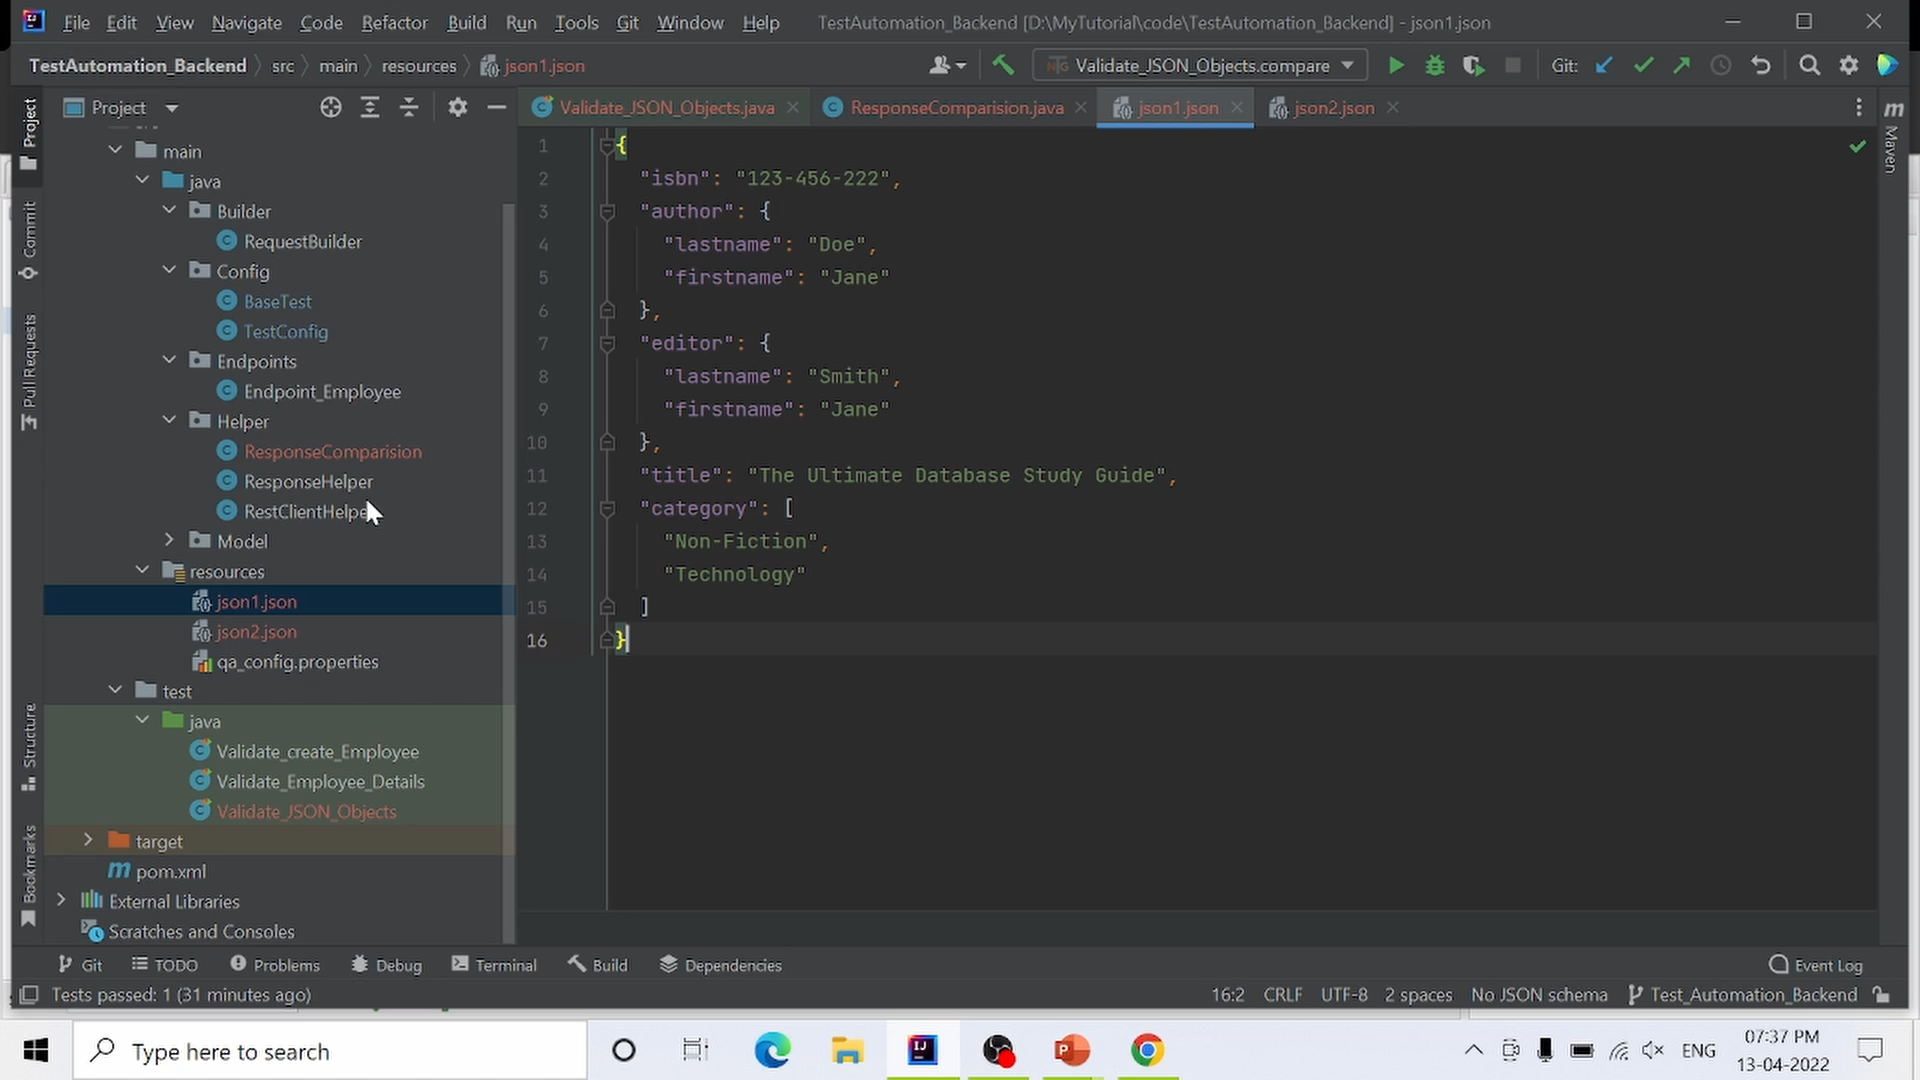 File Edit View Navigate Code Refactor Build Run Tools Git Window Help TestAutomation_Backend [D:\MyTutorial\code\TestAutomation_Backend] - json1.json
TestAutomation_Backend src main resources json1.json Validate_JSON_Objects.compare Git:
Project
Validate_JSON_Objects.java ResponseComparision.java json1.json json2.json
main
java
Builder
RequestBuilder
Config
BaseTest
TestConfig
Endpoints
Endpoint_Employee
Helper
ResponseComparision
ResponseHelper
RestClientHelper
Model
resources
json1.json
json2.json
qa_config.properties
test
java
Validate_create_Employee
Validate_Employee_Details
Validate_JSON_Objects
target
pom.xml
External Libraries
Scratches and Consoles
Project
Commit
Pull Requests
Structure
Bookmarks
1 {
2 "isbn": "123-456-222",
3 "author": {
4 "lastname": "Doe",
5 "firstname": "Jane"
6 },
7 "editor": {
8 "lastname": "Smith",
9 "firstname": "Jane"
10 },
11 "title": "The Ultimate Database Study Guide",
12 "category": [
13 "Non-Fiction",
14 "Technology"
15 ]
16 }
Maven
Git TODO Problems Debug Terminal Build Dependencies Event Log
Tests passed: 1 (31 minutes ago) 16:2 CRLF UTF-8 2 spaces No JSON schema Test_Automation_Backend
Type here to search
ENG
07:37 PM
13-04-2022